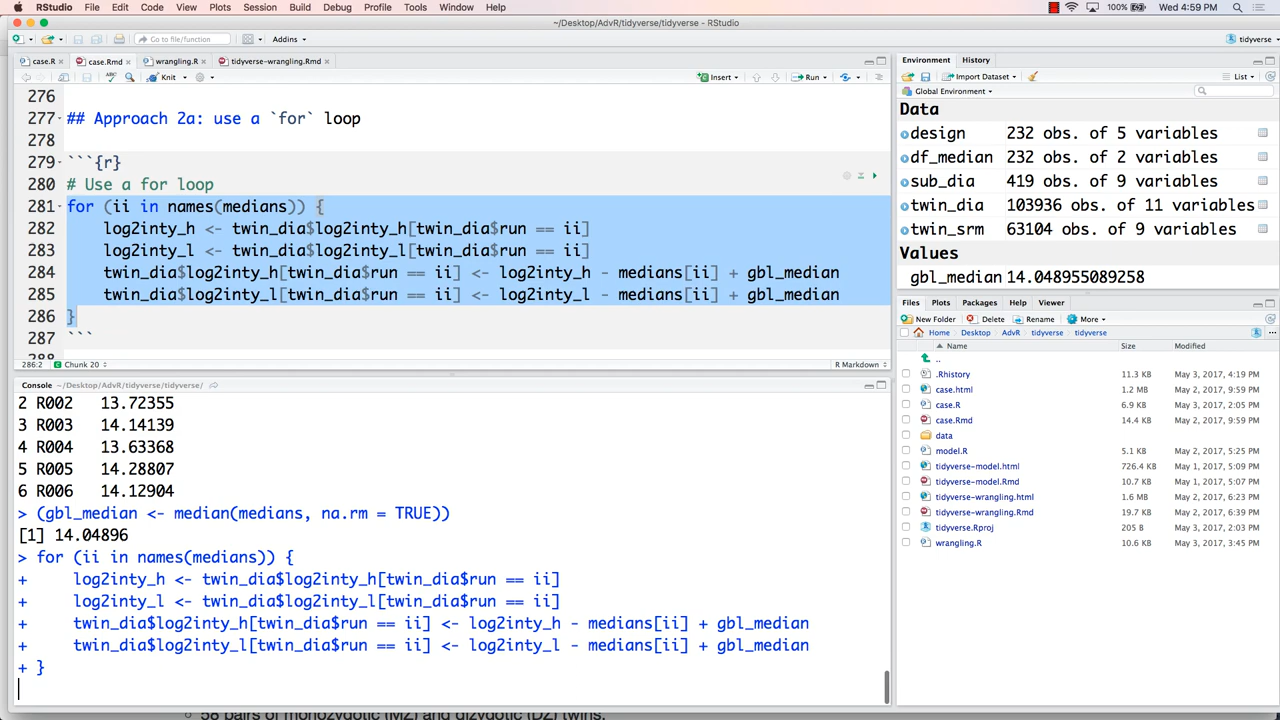 RStudio File Edit Code View Plots Session Build Debug Profile Tools Window Help 100% Wed 4:59 PM
~/Desktop/AdvR/tidyverse/tidyverse - RStudio
Go to file/function Addins tidyverse
case.R case.Rmd wrangling.R tidyverse-wrangling.Rmd
Knit Insert Run
276
277 ## Approach 2a: use a `for` loop
278
279 ```{r}
280 # Use a for loop
281 for (ii in names(medians)) {
282 log2inty_h <- twin_dia$log2inty_h[twin_dia$run == ii]
283 log2inty_l <- twin_dia$log2inty_l[twin_dia$run == ii]
284 twin_dia$log2inty_h[twin_dia$run == ii] <- log2inty_h - medians[ii] + gbl_median
285 twin_dia$log2inty_l[twin_dia$run == ii] <- log2inty_l - medians[ii] + gbl_median
286 }
287 ```
288
286:2 Chunk 20 R Markdown
Console ~/Desktop/AdvR/tidyverse/tidyverse/
2 R002 13.72355
3 R003 14.14139
4 R004 13.63368
5 R005 14.28807
6 R006 14.12904
> (gbl_median <- median(medians, na.rm = TRUE))
[1] 14.04896
> for (ii in names(medians)) {
+ log2inty_h <- twin_dia$log2inty_h[twin_dia$run == ii]
+ log2inty_l <- twin_dia$log2inty_l[twin_dia$run == ii]
+ twin_dia$log2inty_h[twin_dia$run == ii] <- log2inty_h - medians[ii] + gbl_median
+ twin_dia$log2inty_l[twin_dia$run == ii] <- log2inty_l - medians[ii] + gbl_median
+ }
Environment History
Import Dataset List
Global Environment
Data
design 232 obs. of 5 variables
df_median 232 obs. of 2 variables
sub_dia 419 obs. of 9 variables
twin_dia 103936 obs. of 11 variables
twin_srm 63104 obs. of 9 variables
Values
gbl_median 14.048955089258
Files Plots Packages Help Viewer
New Folder Delete Rename More
Home Desktop AdvR tidyverse tidyverse
Name Size Modified
..
.Rhistory 11.3 KB May 3, 2017, 4:19 PM
case.html 1.2 MB May 2, 2017, 9:59 PM
case.R 6.9 KB May 3, 2017, 2:05 PM
case.Rmd 14.4 KB May 2, 2017, 9:59 PM
data
model.R 5.1 KB May 2, 2017, 5:25 PM
tidyverse-model.html 726.4 KB May 1, 2017, 5:09 PM
tidyverse-model.Rmd 10.7 KB May 1, 2017, 5:07 PM
tidyverse-wrangling.html 1.6 MB May 2, 2017, 6:23 PM
tidyverse-wrangling.Rmd 19.7 KB May 2, 2017, 6:39 PM
tidyverse.Rproj 205 B May 3, 2017, 2:03 PM
wrangling.R 10.6 KB May 3, 2017, 3:45 PM
58 pairs of monozygotic (MZ) and dizygotic (DZ) twins.